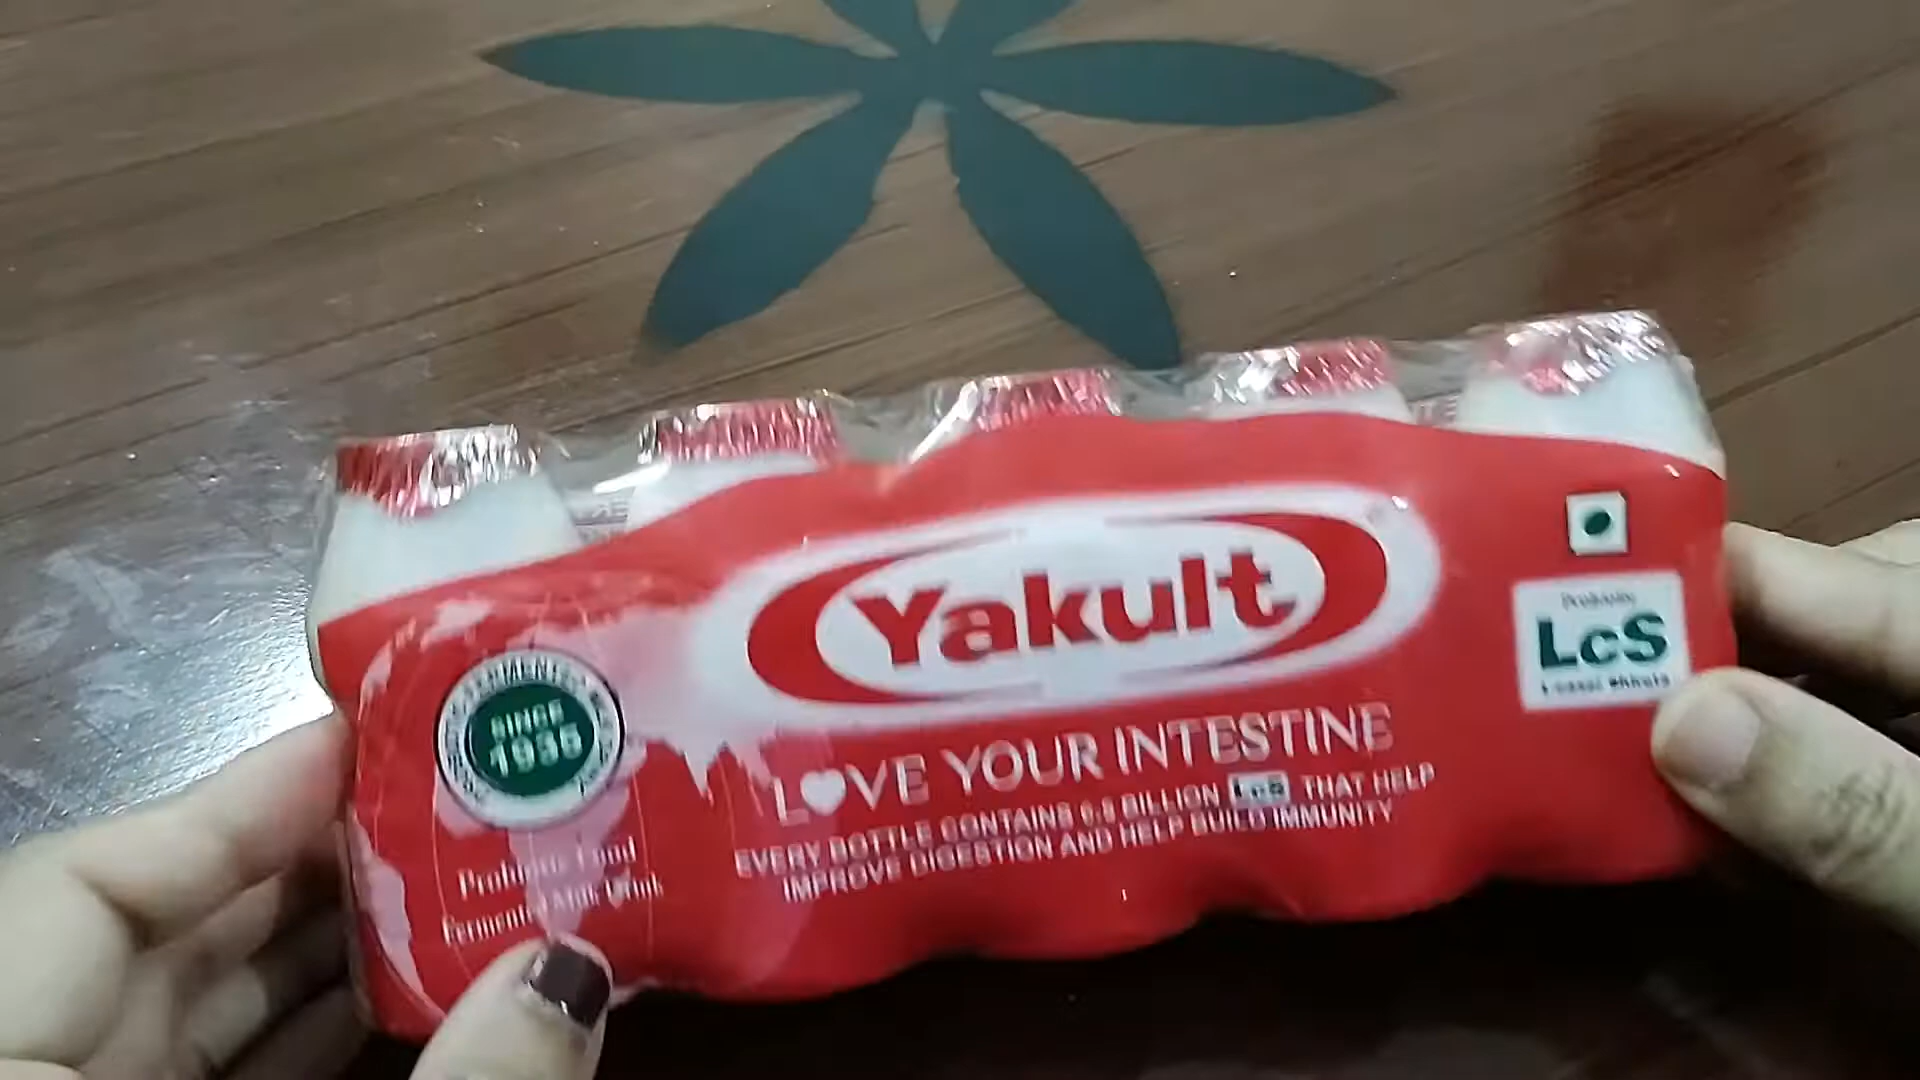 Yakult
LOVE YOUR INTESTINE
EVERY BOTTLE CONTAINS 6.5 BILLION LcS THAT HELP
IMPROVE DIGESTION AND HELP BUILD IMMUNITY
SINCE
1935
Probiotic Food
Fermented Milk Drink
Probiotic
LcS